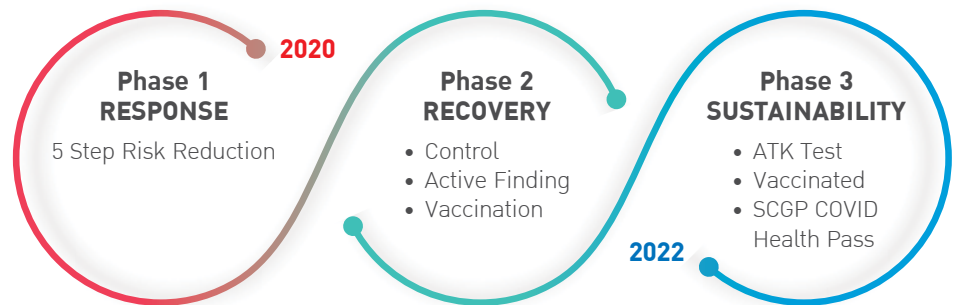 2020
Phase 1
RESPONSE
5 Step Risk Reduction
Phase 2
RECOVERY
• Control
• Active Finding
• Vaccination
Phase 3
SUSTAINABILITY
• ATK Test
• Vaccinated
• SCGP COVID
Health Pass
2022